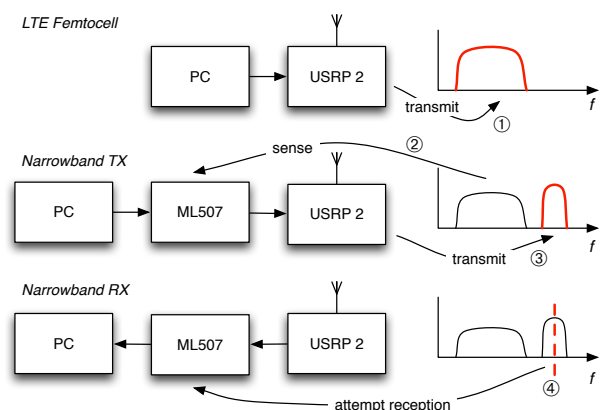 LTE Femtocell
PC
USRP 2
transmit
①
f
Narrowband TX
sense
②
PC
ML507
USRP 2
transmit
③
f
Narrowband RX
PC
ML507
USRP 2
attempt reception
④
f